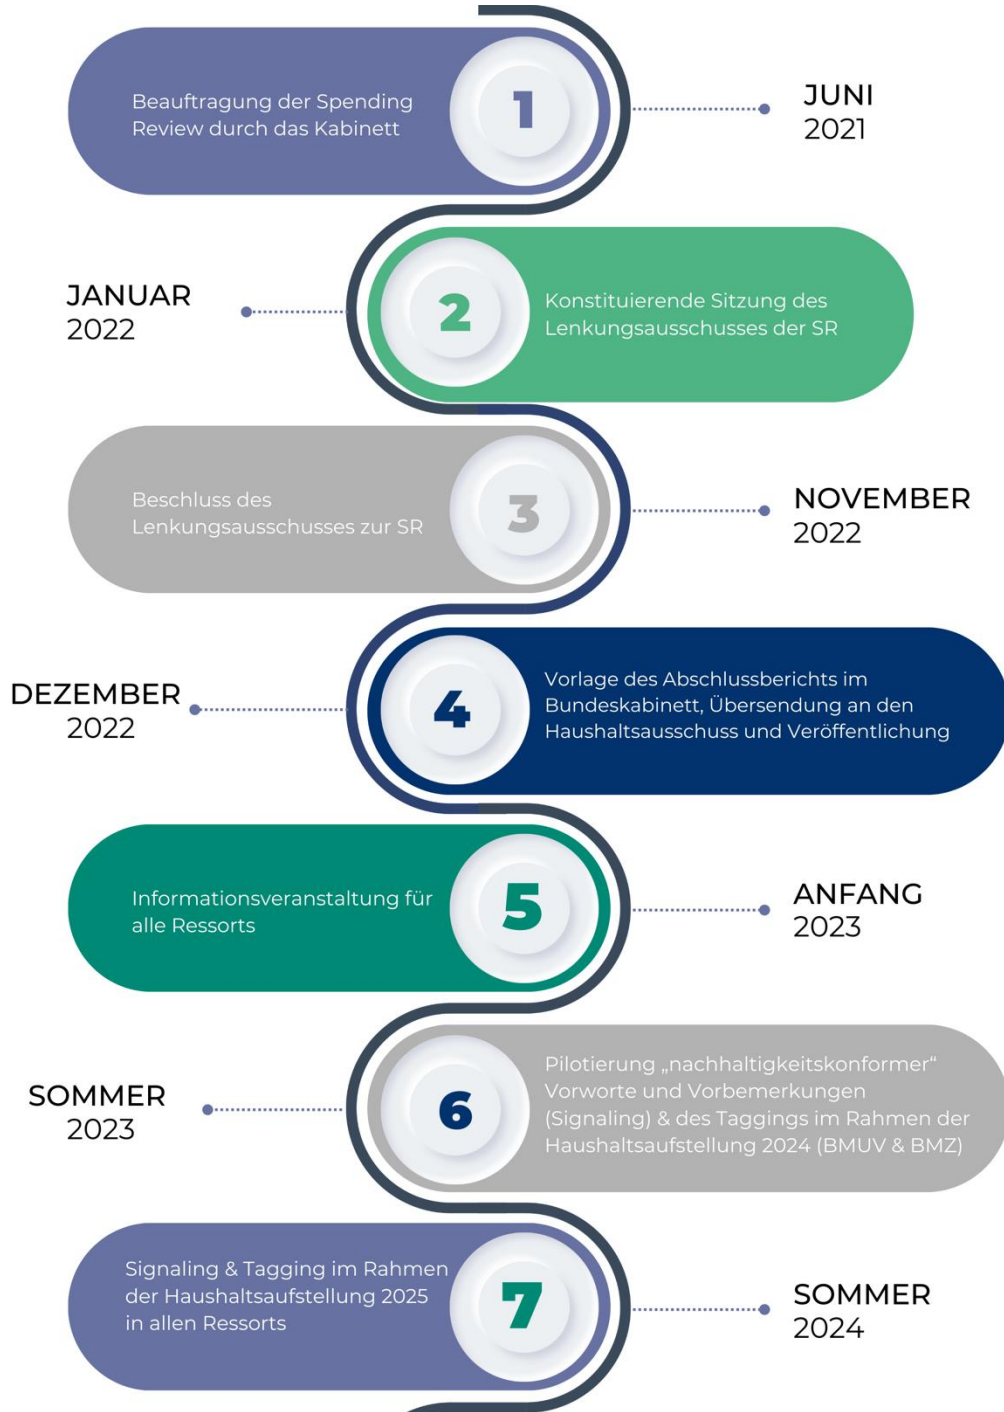 Beauftragung der Spending
Review durch das Kabinett
1
JUNI
2021
JANUAR
2022
2
Konstituierende Sitzung des
Lenkungsausschusses der SR
Beschluss des
Lenkungsausschusses zur SR
3
NOVEMBER
2022
DEZEMBER
2022
4
Vorlage des Abschlussberichts im
Bundeskabinett, Übersendung an den
Haushaltsausschuss und Veröffentlichung
Informationsveranstaltung für
alle Ressorts
5
ANFANG
2023
SOMMER
2023
6
Pilotierung „nachhaltigkeitskonformer“
Vorworte und Vorbemerkungen
(Signaling) & des Taggings im Rahmen der
Haushaltsaufstellung 2024 (BMUV & BMZ)
Signaling & Tagging im Rahmen
der Haushaltsaufstellung 2025
in allen Ressorts
7
SOMMER
2024